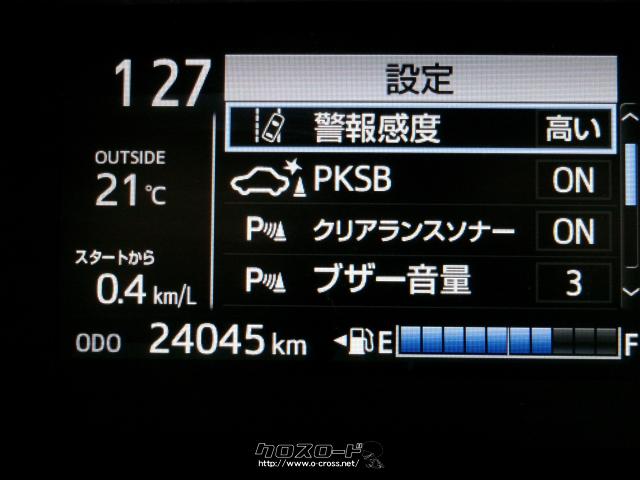 1 27
設定
警報感度 高い
OUTSIDE
21℃
PKSB ON
P クリアランスソナー ON
スタートから
0.4 km/L
P ブザー音量 3
ODO 24045 km
E F
クロスロード
http://www.o-cross.net/